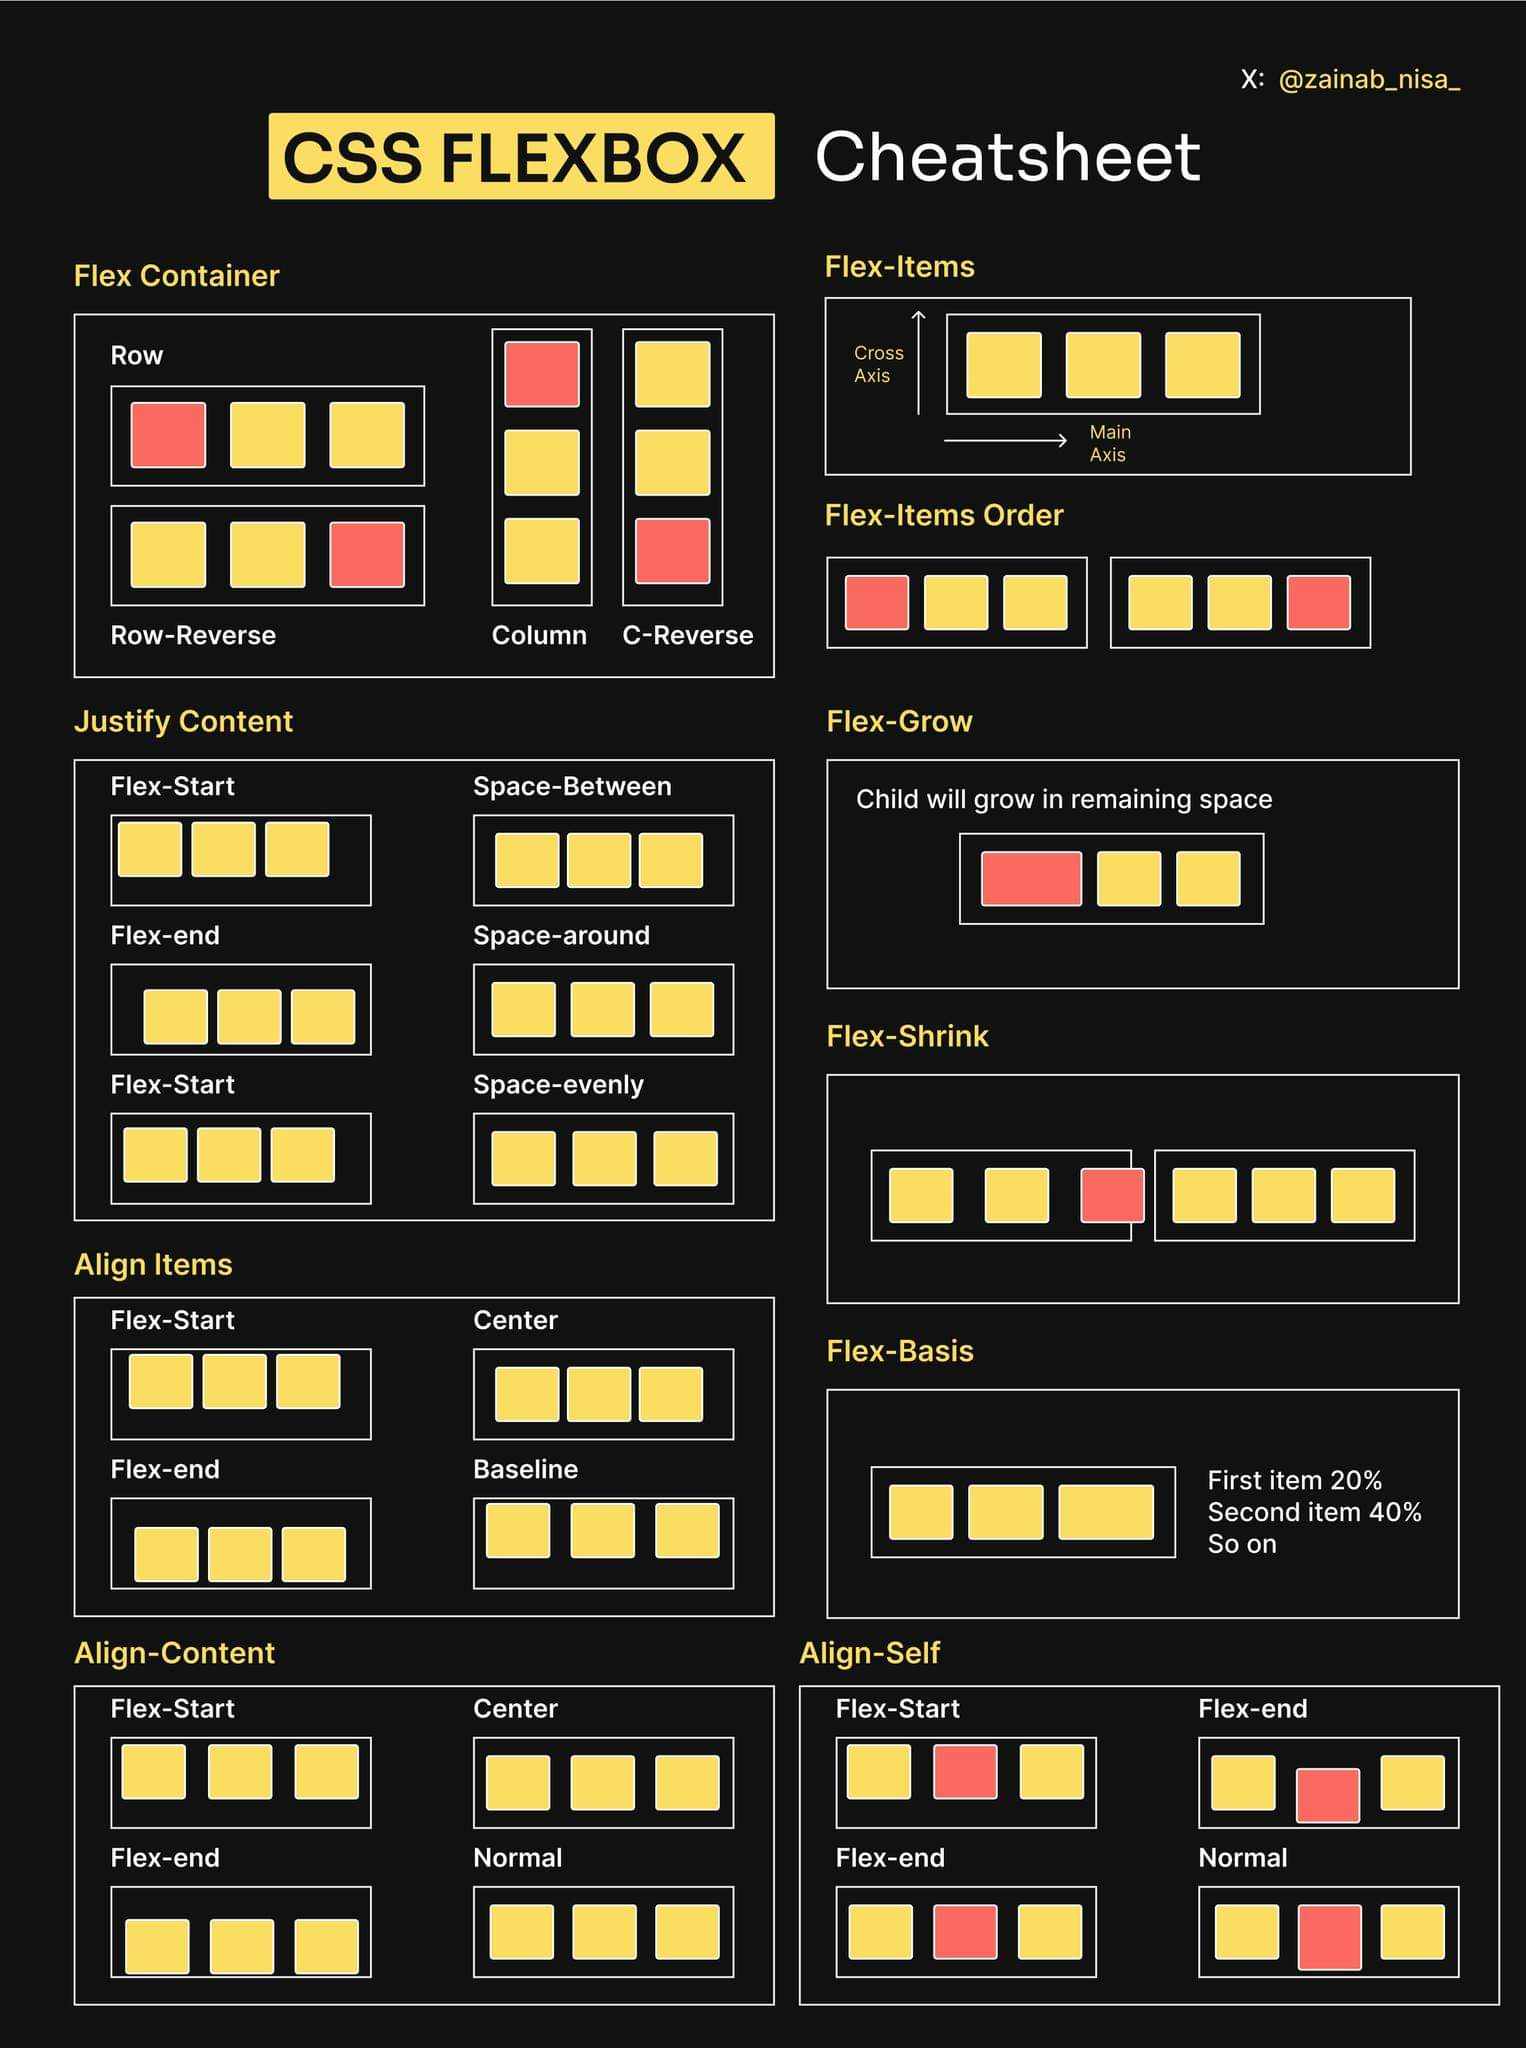 X: @zainab_nisa_
CSS FLEXBOX Cheatsheet
Flex Container
Row
Row-Reverse
Column
C-Reverse
Flex-Items
Cross
Axis
Main
Axis
Flex-Items Order
Justify Content
Flex-Start
Space-Between
Flex-end
Space-around
Flex-Start
Space-evenly
Flex-Grow
Child will grow in remaining space
Flex-Shrink
Align Items
Flex-Start
Center
Flex-end
Baseline
Flex-Basis
First item 20%
Second item 40%
So on
Align-Content
Flex-Start
Center
Flex-end
Normal
Align-Self
Flex-Start
Flex-end
Flex-end
Normal